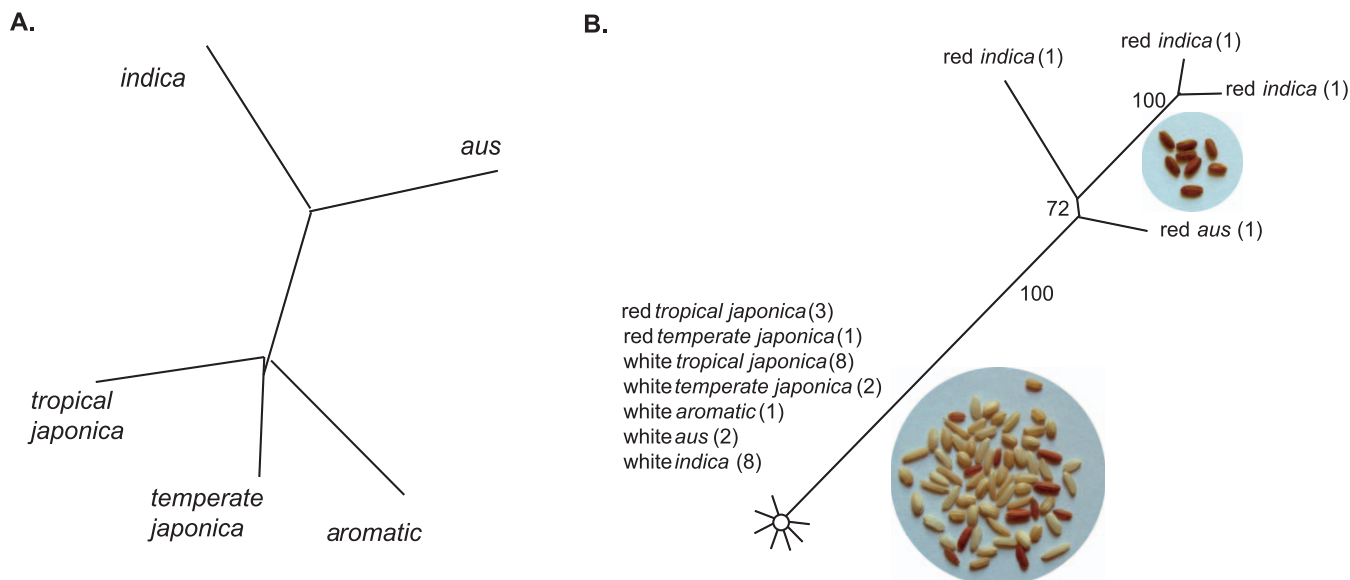 A.
indica
aus
tropical
japonica
temperate
japonica
aromatic
B.
red indica (1)
red indica (1)
red indica (1)
100
72
red aus (1)
100
red tropical japonica (3)
red temperate japonica (1)
white tropical japonica (8)
white temperate japonica (2)
white aromatic (1)
white aus (2)
white indica (8)